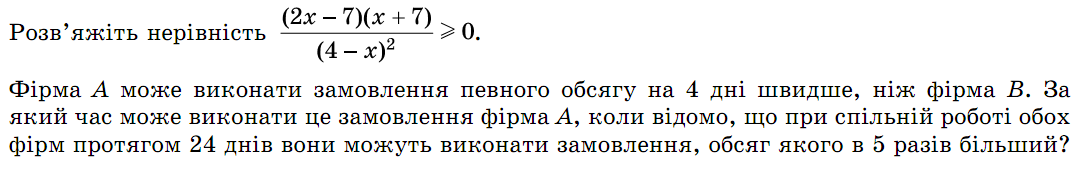 Розв’яжіть нерівність (2x – 7)(x + 7) / (4 – x)² ⩾ 0.
Фірма A може виконати замовлення певного обсягу на 4 дні швидше, ніж фірма B. За
який час може виконати це замовлення фірма A, коли відомо, що при спільній роботі обох
фірм протягом 24 днів вони можуть виконати замовлення, обсяг якого в 5 разів більший?